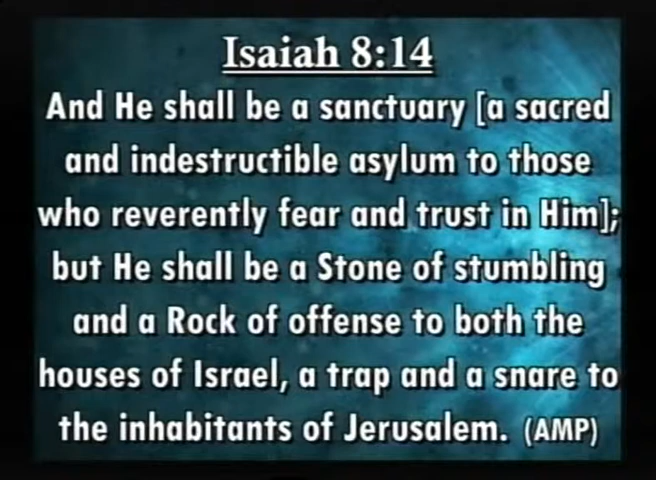 Isaiah 8:14
And He shall be a sanctuary [a sacred
and indestructible asylum to those
who reverently fear and trust in Him];
but He shall be a Stone of stumbling
and a Rock of offense to both the
houses of Israel, a trap and a snare to
the inhabitants of Jerusalem. (AMP)